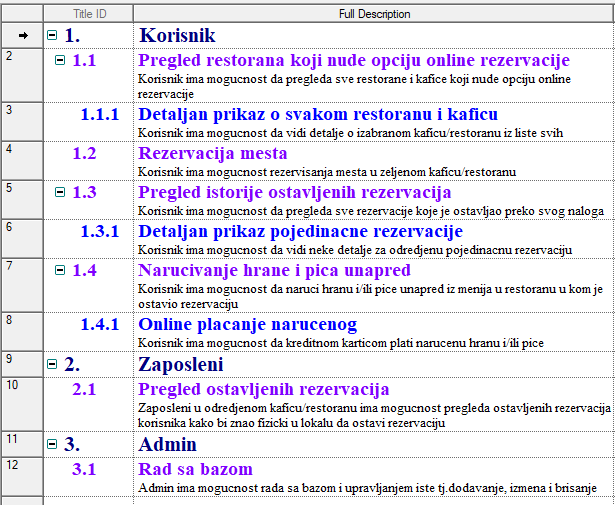 Title ID Full Description
1. Korisnik
2 1.1 Pregled restorana koji nude opciju online rezervacije
Korisnik ima mogucnost da pregleda sve restorane i kafice koji nude opciju online
rezervacije
3 1.1.1 Detaljan prikaz o svakom restoranu i kaficu
Korisnik ima mogucnost da vidi detalje o izabranom kaficu/restoranu iz liste svih
4 1.2 Rezervacija mesta
Korisnik ima mogucnost rezervisanja mesta u zeljenom kaficu/restoranu
5 1.3 Pregled istorije ostavljenih rezervacija
Korisnik ima mogucnost da pregleda sve rezervacije koje je ostavljao preko svog naloga
6 1.3.1 Detaljan prikaz pojedinacne rezervacije
Korisnik ima mogucnost da vidi neke detalje za odredjenu pojedinacnu rezervaciju
7 1.4 Narucivanje hrane i pica unapred
Korisnik ima mogucnost da naruci hranu i/ili pice unapred iz menija u restoranu u kom je
ostavio rezervaciju
8 1.4.1 Online placanje narucenog
Korisnik ima mogucnost da kreditnom karticom plati narucenu hranu i/ili pice
9 2. Zaposleni
10 2.1 Pregled ostavljenih rezervacija
Zaposleni u odredjenom kaficu/restoranu ima mogucnost pregleda ostavljenih rezervacija
korisnika kako bi znao fizicki u lokalu da ostavi rezervaciju
11 3. Admin
12 3.1 Rad sa bazom
Admin ima mogucnost rada sa bazom i upravljanjem iste tj.dodavanje, izmena i brisanje